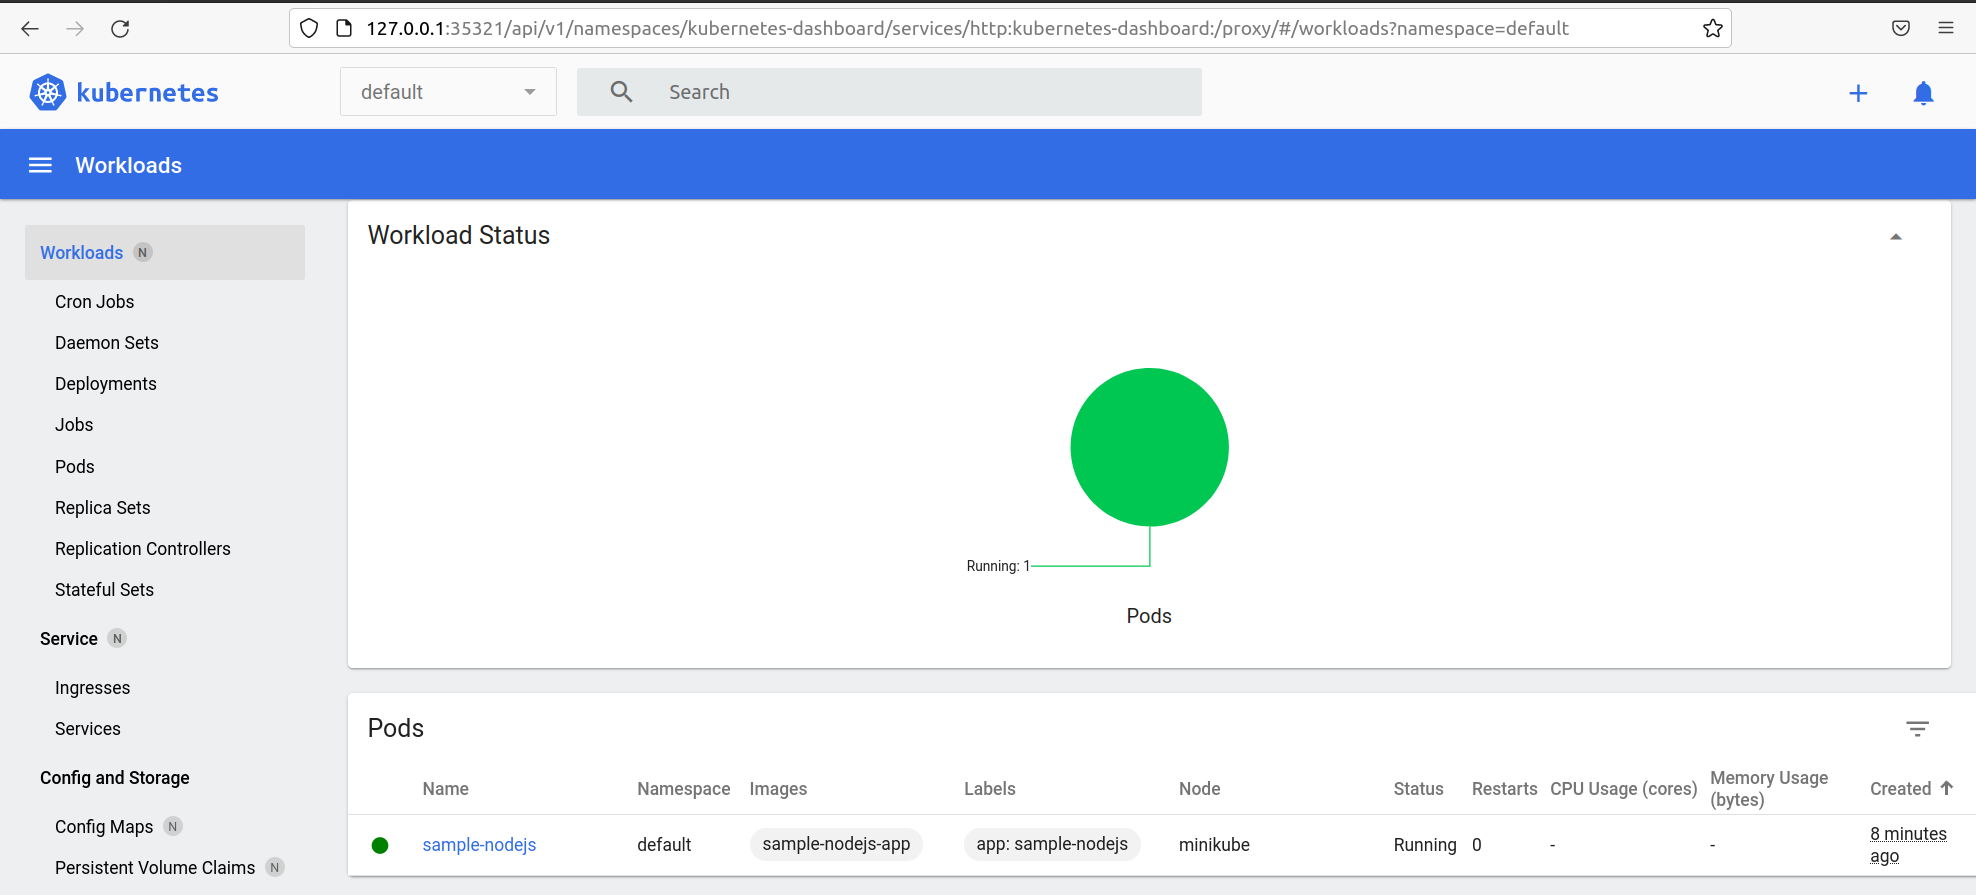 127.0.0.1:35321/api/v1/namespaces/kubernetes-dashboard/services/http:kubernetes-dashboard:/proxy/#/workloads?namespace=default
kubernetes
default
Search
Workloads
Workloads N
Cron Jobs
Daemon Sets
Deployments
Jobs
Pods
Replica Sets
Replication Controllers
Stateful Sets
Service N
Ingresses
Services
Config and Storage
Config Maps N
Persistent Volume Claims N
Workload Status
Running: 1
Pods
Pods
Name Namespace Images Labels Node Status Restarts CPU Usage (cores) Memory Usage (bytes) Created
sample-nodejs default sample-nodejs-app app: sample-nodejs minikube Running 0 - - 8 minutes ago